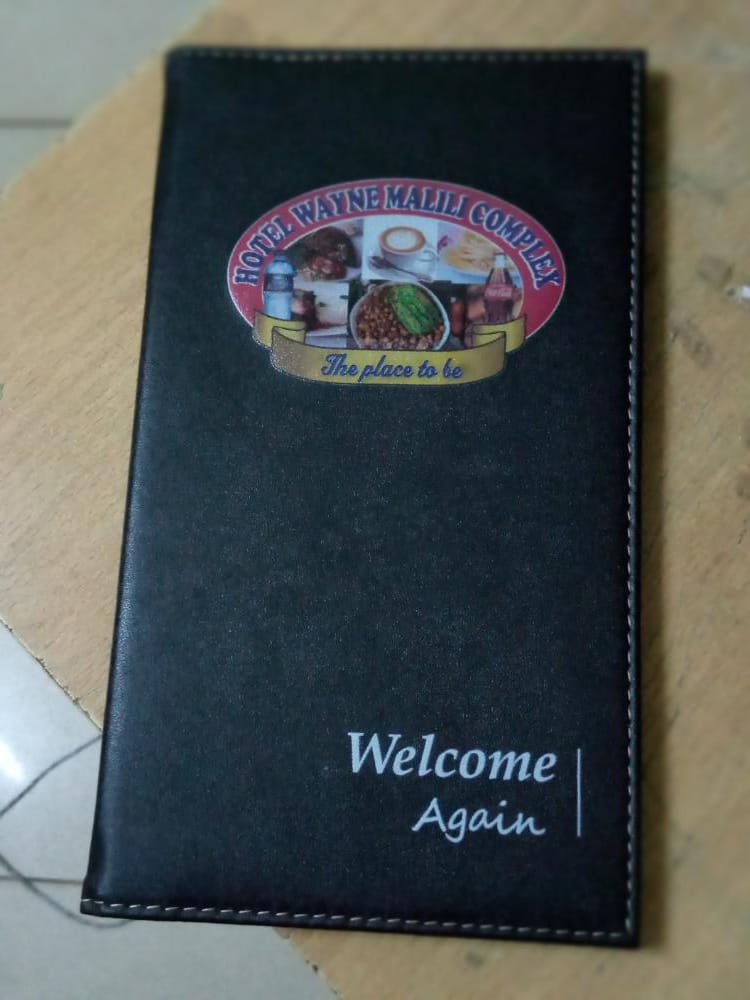 HOTEL WAYNE MALILI COMPLEX
The place to be
Welcome
Again